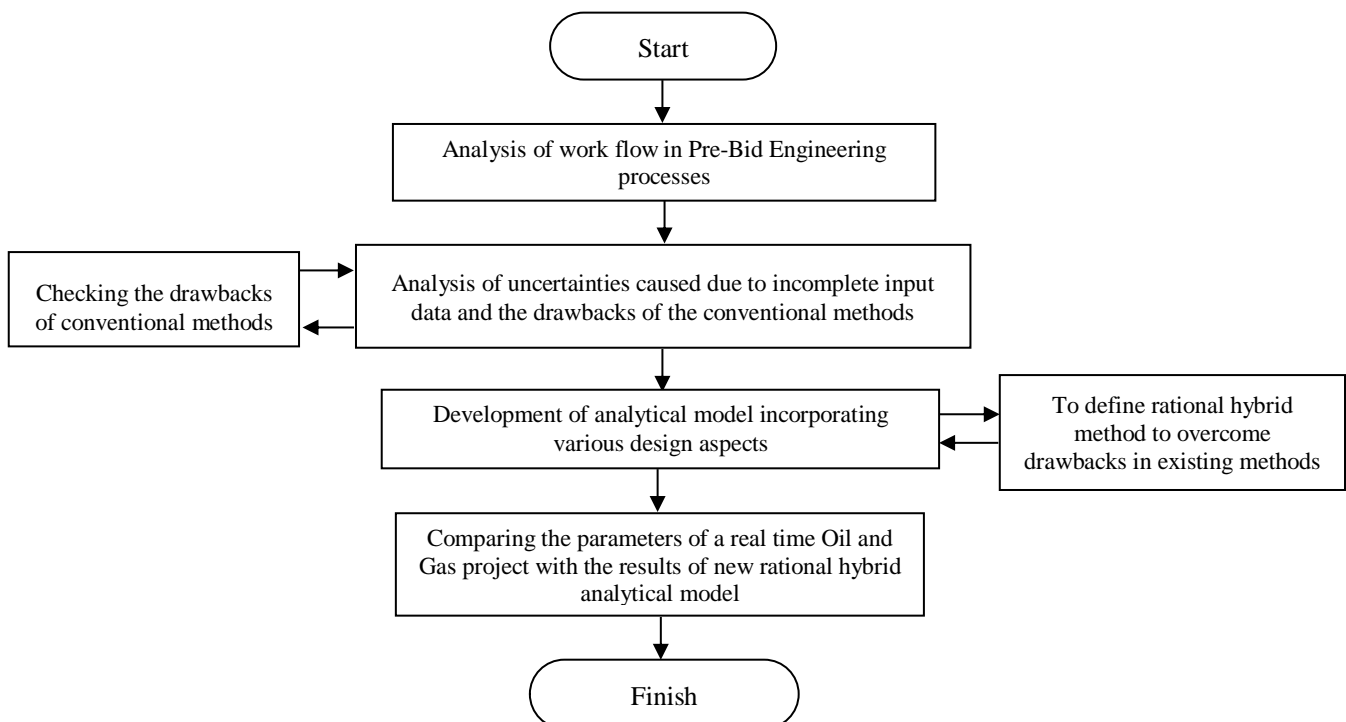 Start
Analysis of work flow in Pre-Bid Engineering
processes
Checking the drawbacks
of conventional methods
Analysis of uncertainties caused due to incomplete input
data and the drawbacks of the conventional methods
Development of analytical model incorporating
various design aspects
To define rational hybrid
method to overcome
drawbacks in existing methods
Comparing the parameters of a real time Oil and
Gas project with the results of new rational hybrid
analytical model
Finish